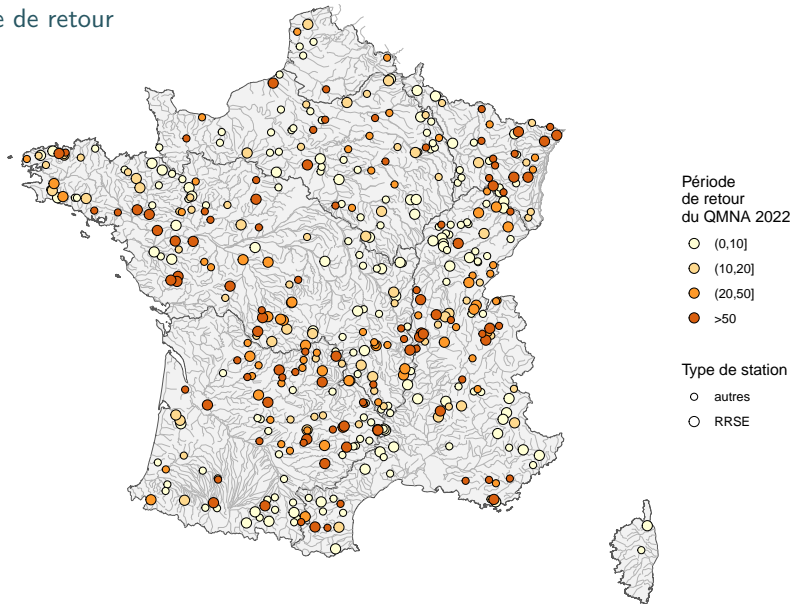 e de retour
Période
de retour
du QMNA 2022
(0,10]
(10,20]
(20,50]
>50
Type de station
autres
RRSE